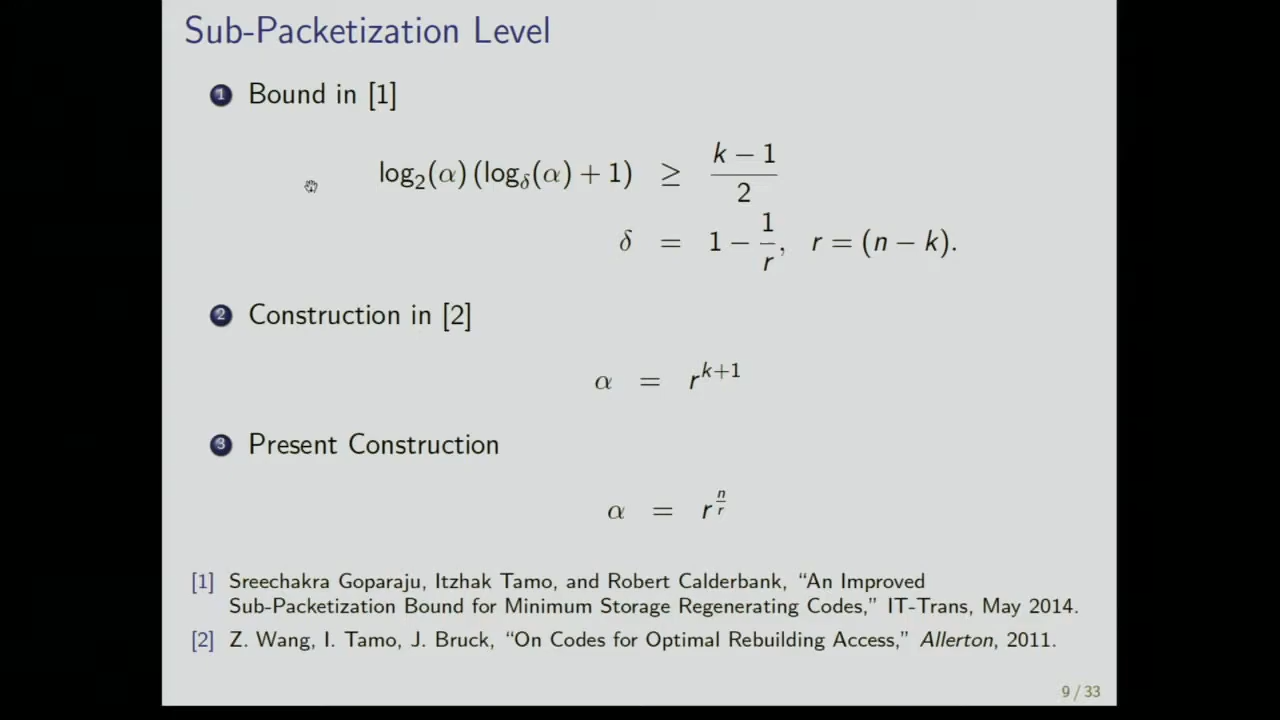 Sub-Packetization Level
1 Bound in [1]
log₂(α) (log_δ(α) + 1) ≥ (k − 1)/2
δ = 1 − 1/r, r = (n − k).
2 Construction in [2]
α = r^{k+1}
3 Present Construction
α = r^{n/r}
[1] Sreechakra Goparaju, Itzhak Tamo, and Robert Calderbank, “An Improved
Sub-Packetization Bound for Minimum Storage Regenerating Codes,” IT-Trans, May 2014.
[2] Z. Wang, I. Tamo, J. Bruck, “On Codes for Optimal Rebuilding Access,” Allerton, 2011.
9 / 33